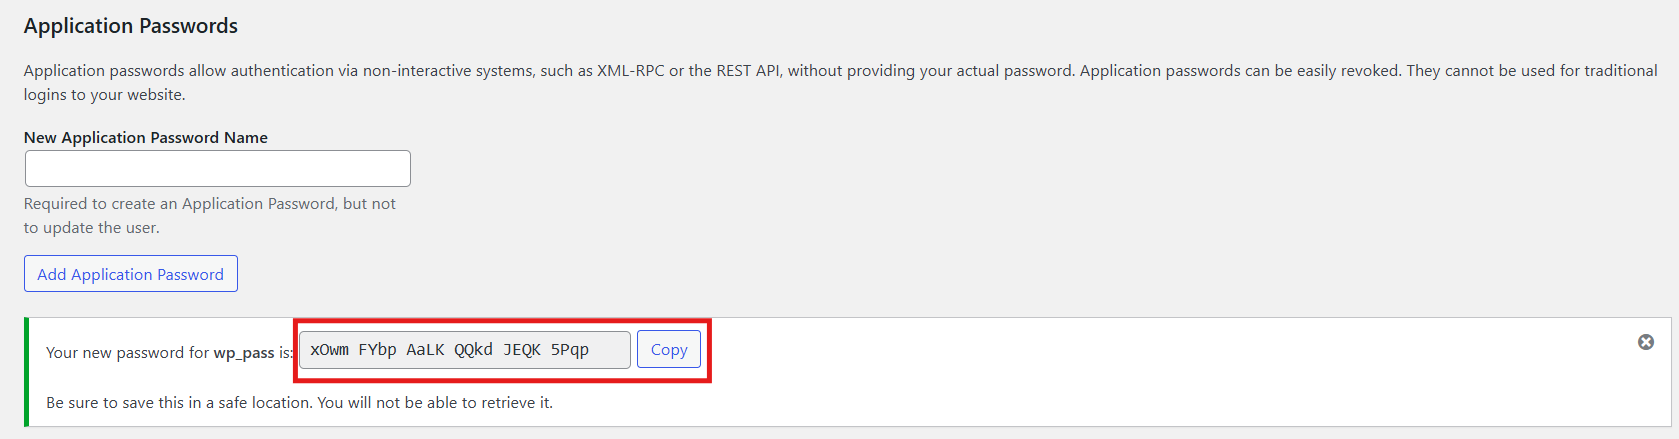 Application Passwords
Application passwords allow authentication via non-interactive systems, such as XML-RPC or the REST API, without providing your actual password. Application passwords can be easily revoked. They cannot be used for traditional
logins to your website.
New Application Password Name
Required to create an Application Password, but not
to update the user.
Add Application Password
Your new password for wp_pass is: xOwm FYbp AaLK QQkd JEQK 5Pqp Copy
Be sure to save this in a safe location. You will not be able to retrieve it.